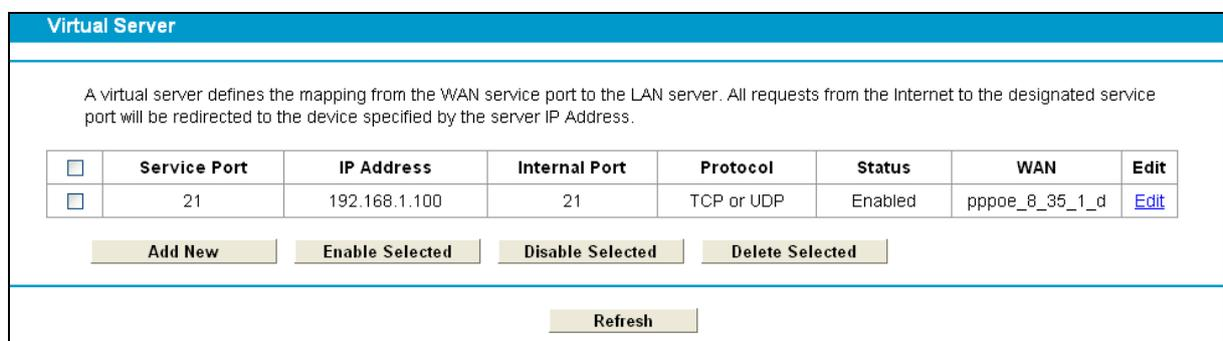 Virtual Server
A virtual server defines the mapping from the WAN service port to the LAN server. All requests from the Internet to the designated service
port will be redirected to the device specified by the server IP Address.
Service Port IP Address Internal Port Protocol Status WAN Edit
21 192.168.1.100 21 TCP or UDP Enabled pppoe_8_35_1_d Edit
Add New Enable Selected Disable Selected Delete Selected
Refresh